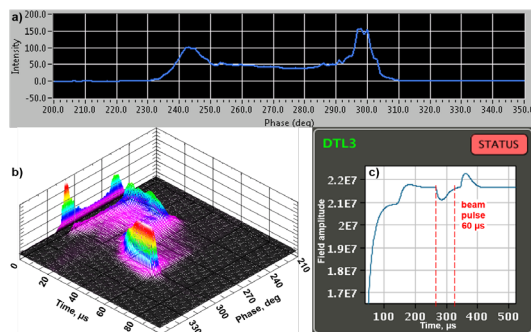 a)
Intensity
200.0
150.0
100.0
50.0
0.0
50.0
200.0 210.0 220.0 230.0 240.0 250.0 260.0 270.0 280.0 290.0 300.0 310.0 320.0 330.0 340.0 350.0
Phase (deg)
b)
0
20
40
60
80
Time, µs
210
240
270
300
330
Phase, deg
DTL3
STATUS
c)
Field amplitude
2.2E7
2.1E7
2E7
1.9E7
1.8E7
1.7E7
beam
pulse
60 µs
100 200 300 400 500
Time, µs